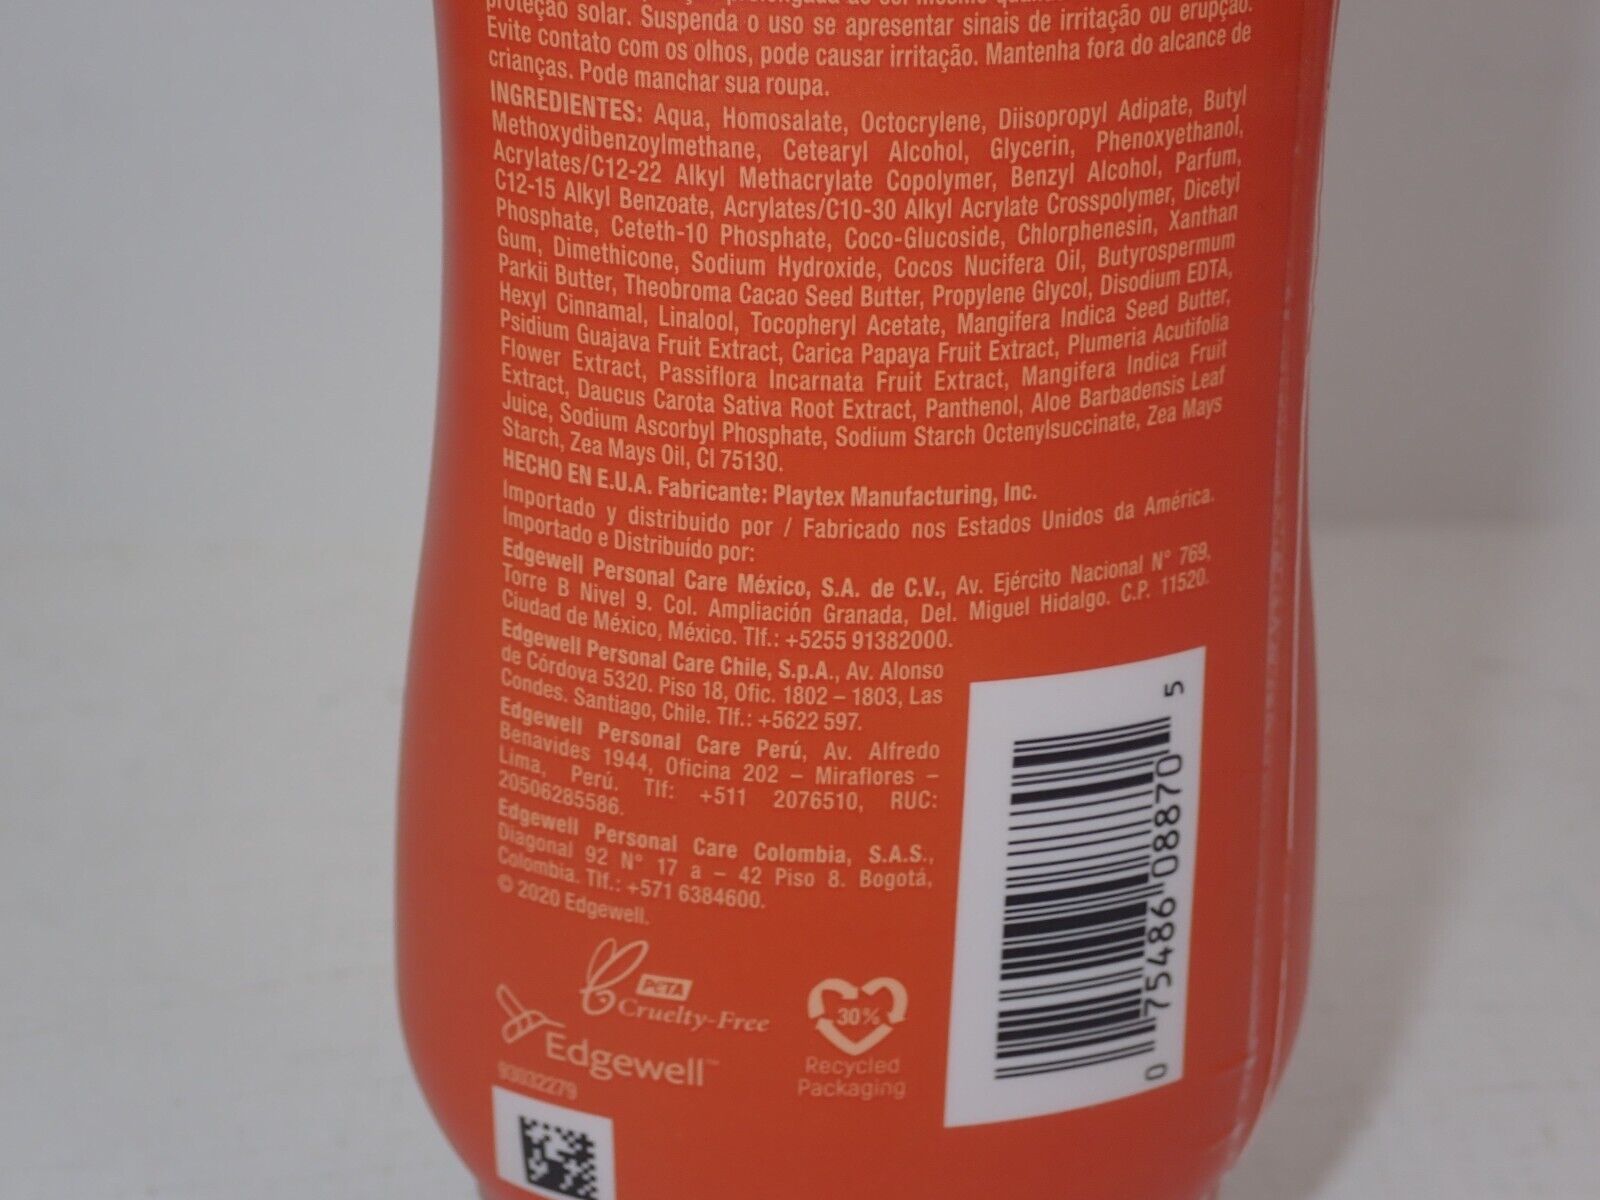 proteção solar. Suspenda o uso se apresentar sinais de irritação ou erupção.
Evite contato com os olhos, pode causar irritação. Mantenha fora do alcance de
crianças. Pode manchar sua roupa.
INGREDIENTES: Aqua, Homosalate, Octocrylene, Diisopropyl Adipate, Butyl
Methoxydibenzoylmethane, Cetearyl Alcohol, Glycerin, Phenoxyethanol,
Acrylates/C12-22 Alkyl Methacrylate Copolymer, Benzyl Alcohol, Parfum,
C12-15 Alkyl Benzoate, Acrylates/C10-30 Alkyl Acrylate Crosspolymer, Dicetyl
Phosphate, Ceteth-10 Phosphate, Coco-Glucoside, Chlorphenesin, Xanthan
Gum, Dimethicone, Sodium Hydroxide, Cocos Nucifera Oil, Butyrospermum
Parkii Butter, Theobroma Cacao Seed Butter, Propylene Glycol, Disodium EDTA,
Hexyl Cinnamal, Linalool, Tocopheryl Acetate, Mangifera Indica Seed Butter,
Psidium Guajava Fruit Extract, Carica Papaya Fruit Extract, Plumeria Acutifolia
Flower Extract, Passiflora Incarnata Fruit Extract, Mangifera Indica Fruit
Extract, Daucus Carota Sativa Root Extract, Panthenol, Aloe Barbadensis Leaf
Juice, Sodium Ascorbyl Phosphate, Sodium Starch Octenylsuccinate, Zea Mays
Starch, Zea Mays Oil, CI 75130.
HECHO EN E.U.A. Fabricante: Playtex Manufacturing, Inc.
Importado y distribuido por / Fabricado nos Estados Unidos da América.
Importado e Distribuído por:
Edgewell Personal Care México, S.A. de C.V., Av. Ejército Nacional N° 769,
Torre B Nivel 9. Col. Ampliación Granada, Del. Miguel Hidalgo. C.P. 11520.
Ciudad de México, México. Tlf.: +5255 91382000.
Edgewell Personal Care Chile, S.p.A., Av. Alonso
de Córdova 5320. Piso 18, Ofic. 1802 – 1803, Las
Condes. Santiago, Chile. Tlf.: +5622 597.
Edgewell Personal Care Perú, Av. Alfredo
Benavides 1944, Oficina 202 – Miraflores –
Lima, Perú. Tlf: +511 2076510, RUC:
20506285586.
Edgewell Personal Care Colombia, S.A.S.,
Diagonal 92 N° 17 a – 42 Piso 8. Bogotá,
Colombia. Tlf.: +571 6384600.
© 2020 Edgewell.
PETA
Cruelty-Free
Edgewell™
93032279
30%
Recycled
Packaging
0 75486 08870 5